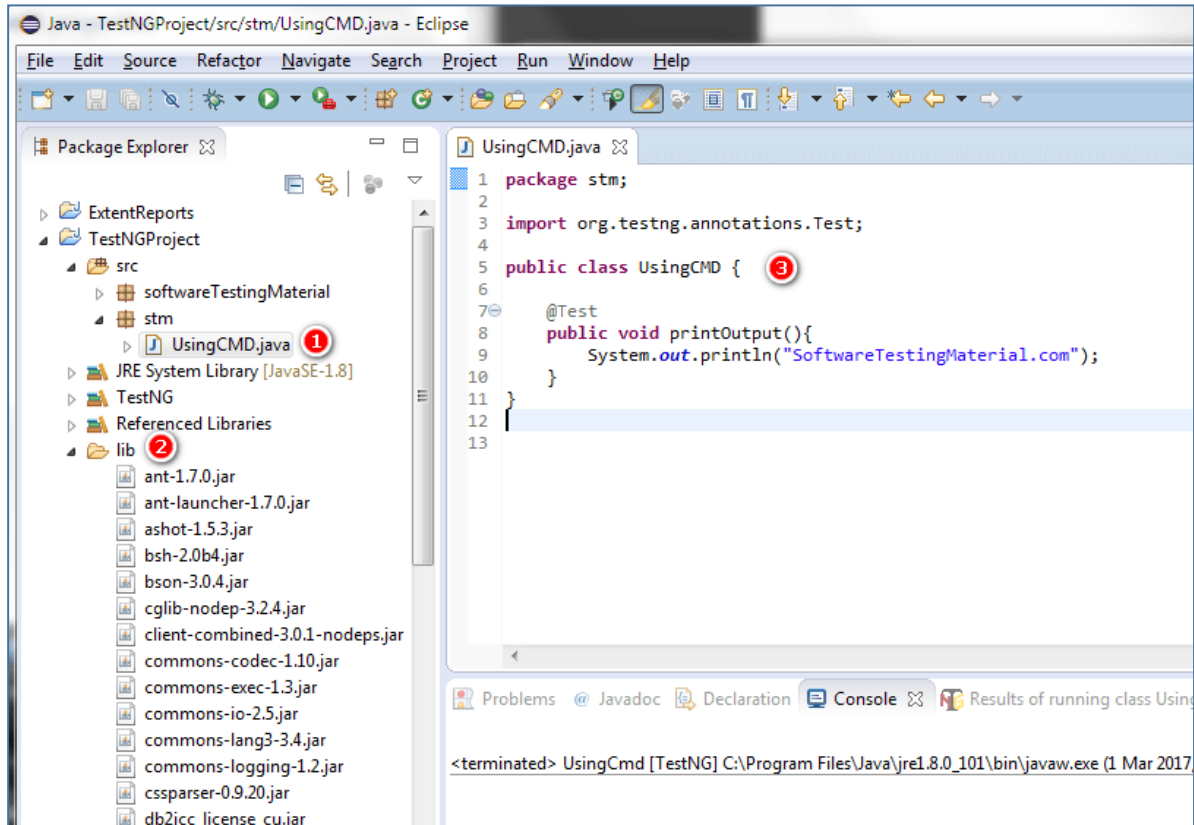 Java - TestNGProject/src/stm/UsingCMD.java - Eclipse
File Edit Source Refactor Navigate Search Project Run Window Help
Package Explorer
ExtentReports
TestNGProject
src
softwareTestingMaterial
stm
UsingCMD.java 1
JRE System Library [JavaSE-1.8]
TestNG
Referenced Libraries
lib 2
ant-1.7.0.jar
ant-launcher-1.7.0.jar
ashot-1.5.3.jar
bsh-2.0b4.jar
bson-3.0.4.jar
cglib-nodep-3.2.4.jar
client-combined-3.0.1-nodeps.jar
commons-codec-1.10.jar
commons-exec-1.3.jar
commons-io-2.5.jar
commons-lang3-3.4.jar
commons-logging-1.2.jar
cssparser-0.9.20.jar
db2jcc_license_cu.jar
UsingCMD.java
1 package stm;
2
3 import org.testng.annotations.Test;
4
5 public class UsingCMD { 3
6
7 @Test
8 public void printOutput(){
9 System.out.println("SoftwareTestingMaterial.com");
10 }
11 }
12
13
Problems @ Javadoc Declaration Console Results of running class Using
<terminated> UsingCmd [TestNG] C:\Program Files\Java\jre1.8.0_101\bin\javaw.exe (1 Mar 2017,